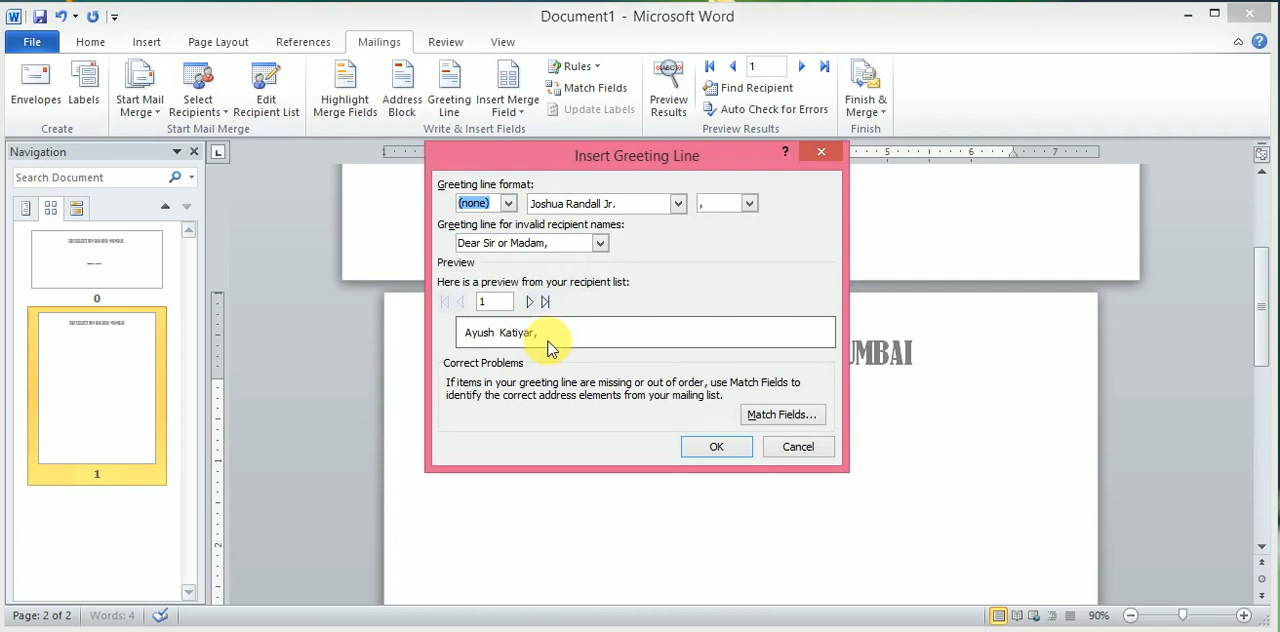 Document1 - Microsoft Word
File Home Insert Page Layout References Mailings Review View
Envelopes
Labels
Create
Start Mail
Merge
Select
Recipients
Edit
Recipient List
Start Mail Merge
Highlight
Merge Fields
Address
Block
Greeting
Line
Insert Merge
Field
Rules
Match Fields
Update Labels
Write & Insert Fields
Preview
Results
1
Find Recipient
Auto Check for Errors
Preview Results
Finish &
Merge
Finish
Navigation
Search Document
0
1
1
5 6 7
Insert Greeting Line
Greeting line format:
(none) Joshua Randall Jr. ,
Greeting line for invalid recipient names:
Dear Sir or Madam,
Preview
Here is a preview from your recipient list:
1
Ayush Katiyar,
Correct Problems
If items in your greeting line are missing or out of order, use Match Fields to
identify the correct address elements from your mailing list.
Match Fields...
OK Cancel
UMBAI
2
Page: 2 of 2 Words: 4 90%